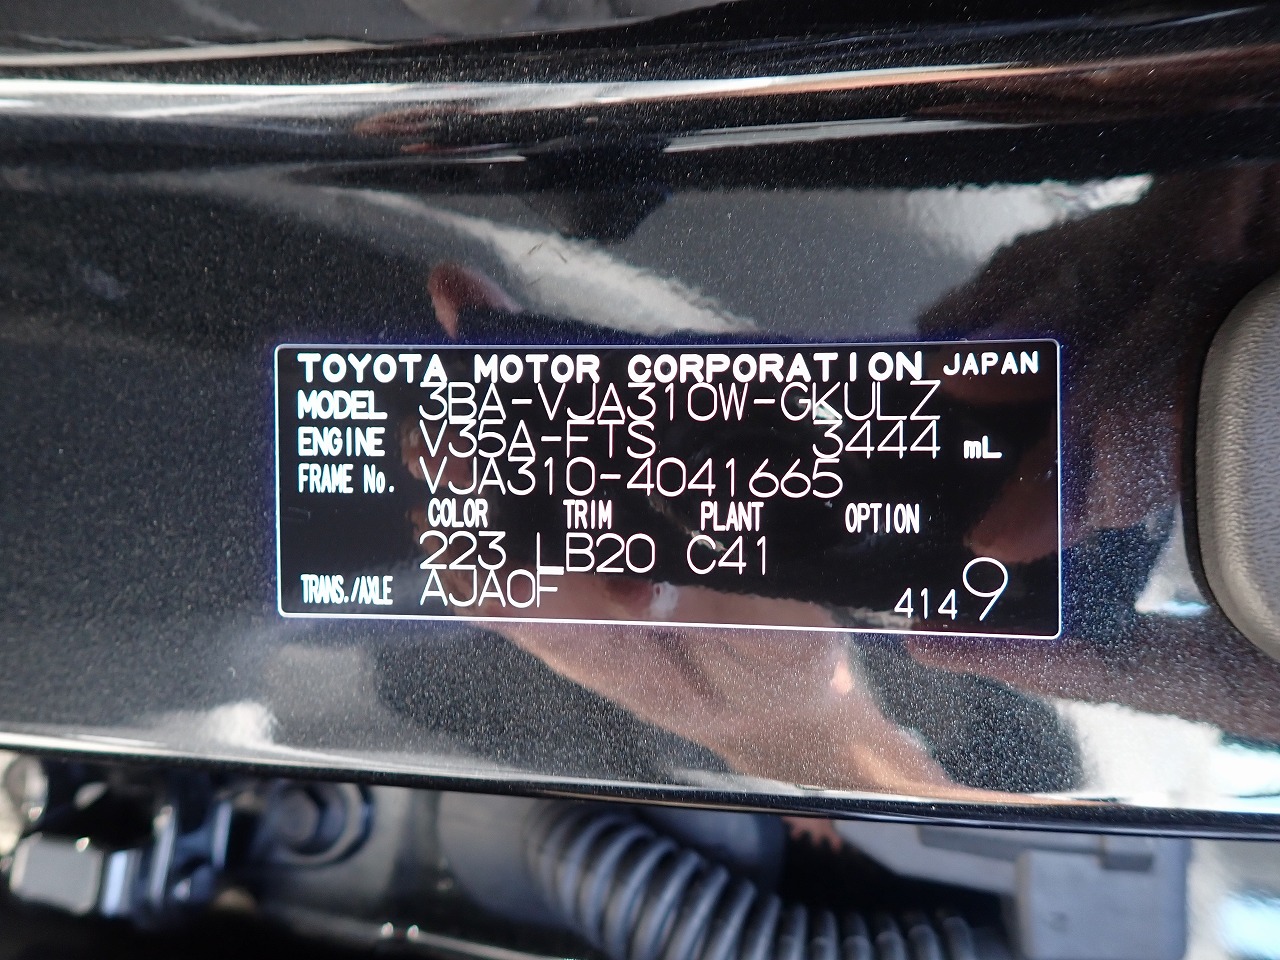 TOYOTA MOTOR CORPORATION JAPAN
MODEL 3BA-VJA310W-GKULZ
ENGINE V35A-FTS 3444 mL
FRAME No. VJA310-4041665
COLOR TRIM PLANT OPTION
223 LB20 C41
TRANS./AXLE AJA0F 4149